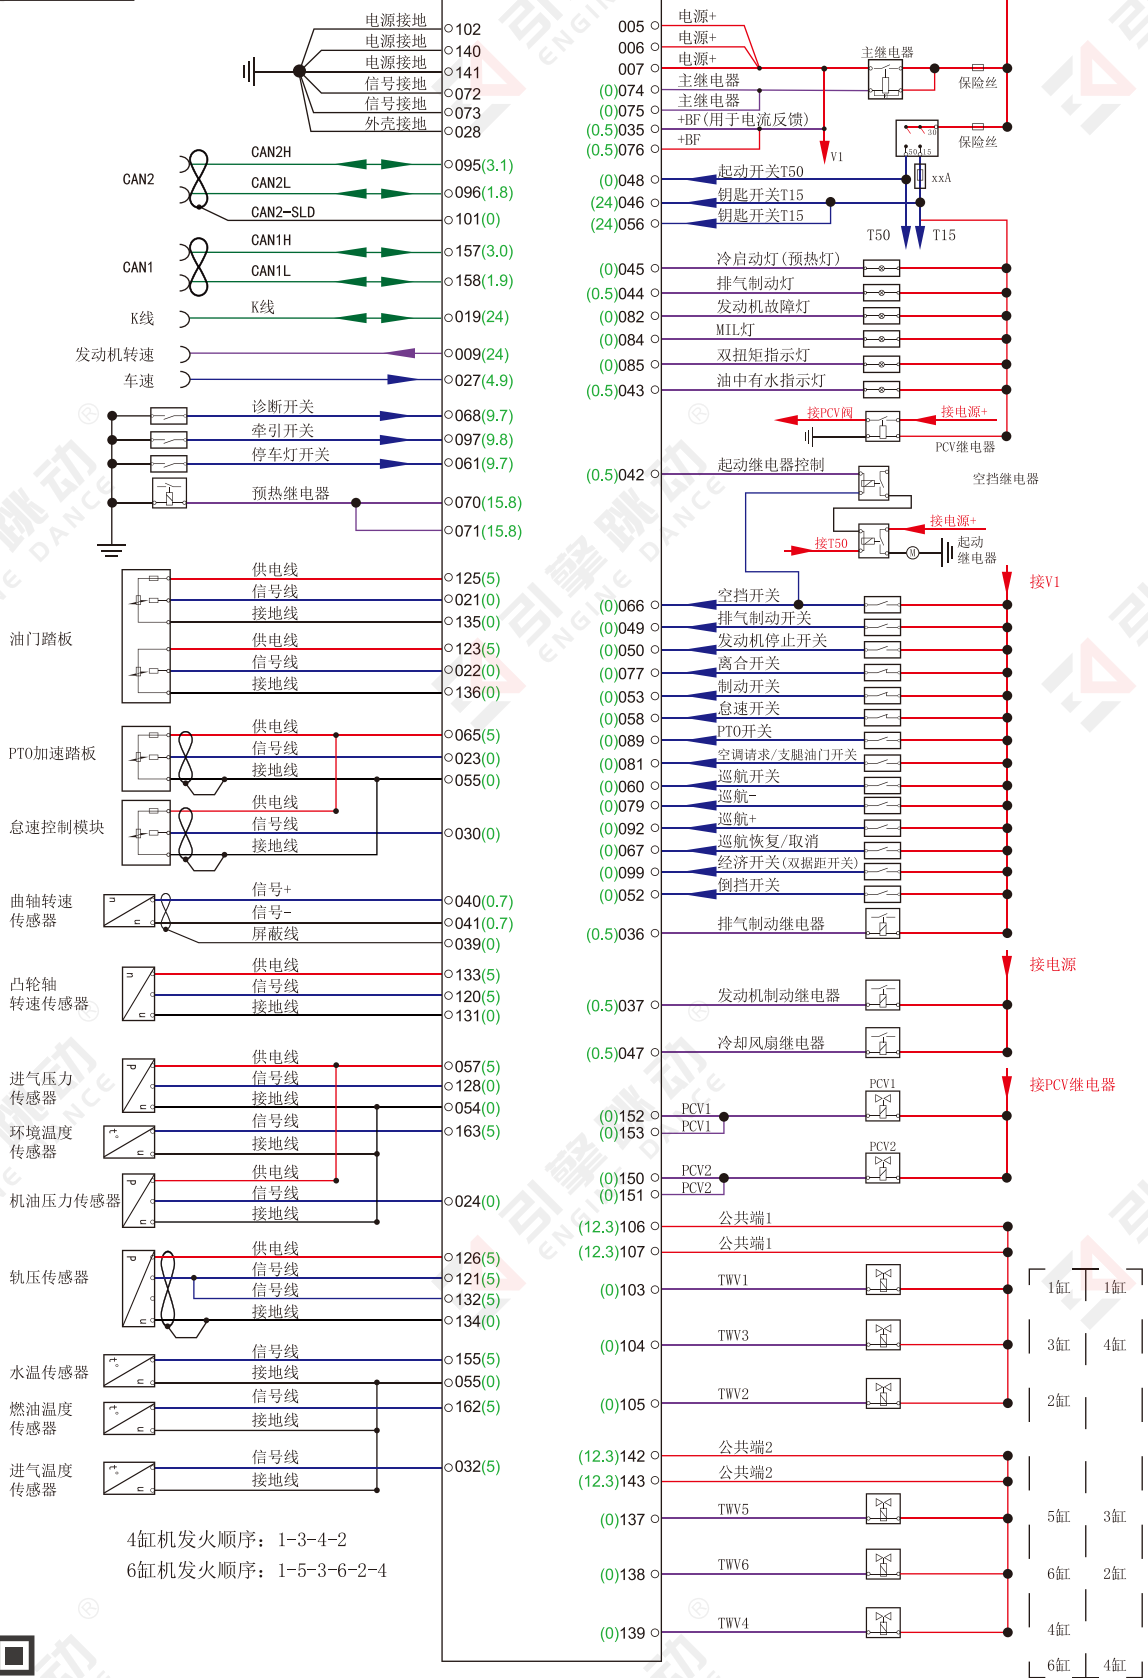 电源接地 102
电源接地 140
电源接地 141
信号接地 072
信号接地 073
外壳接地 028
CAN2
CAN2H 095(3.1)
CAN2L 096(1.8)
CAN2-SLD 101(0)
CAN1
CAN1H 157(3.0)
CAN1L 158(1.9)
K线 K线 019(24)
发动机转速 009(24)
车速 027(4.9)
诊断开关 068(9.7)
牵引开关 097(9.8)
停车灯开关 061(9.7)
预热继电器 070(15.8)
071(15.8)
油门踏板
供电线 125(5)
信号线 021(0)
接地线 135(0)
供电线 123(5)
信号线 022(0)
接地线 136(0)
PTO加速踏板
供电线 065(5)
信号线 023(0)
接地线 055(0)
怠速控制模块
供电线
信号线 030(0)
接地线
曲轴转速
传感器
n
u
信号+ 040(0.7)
信号- 041(0.7)
屏蔽线 039(0)
凸轮轴
转速传感器
n
u
供电线 133(5)
信号线 120(5)
接地线 131(0)
进气压力
传感器
p
u
供电线 057(5)
信号线 128(0)
接地线 054(0)
环境温度
传感器
t°
u
信号线 163(5)
接地线
机油压力传感器
p
u
供电线
信号线 024(0)
接地线
轨压传感器
p
u
供电线 126(5)
信号线 121(5)
信号线 132(5)
接地线 134(0)
水温传感器
t°
u
信号线 155(5)
接地线 055(0)
燃油温度
传感器
t°
u
信号线 162(5)
接地线
进气温度
传感器
t°
u
信号线 032(5)
接地线
4缸机发火顺序：1-3-4-2
6缸机发火顺序：1-5-3-6-2-4
005 电源+
006 电源+
007 电源+
(0)074 主继电器
(0)075 主继电器
(0.5)035 +BF(用于电流反馈)
(0.5)076 +BF
主继电器
保险丝
V1
30
50 15
保险丝
xxA
(0)048 起动开关T50
(24)046 钥匙开关T15
(24)056 钥匙开关T15
T50 T15
(0)045 冷启动灯(预热灯)
(0.5)044 排气制动灯
(0)082 发动机故障灯
(0)084 MIL灯
(0)085 双扭矩指示灯
(0.5)043 油中有水指示灯
接PCV阀 接电源+
PCV继电器
(0.5)042 起动继电器控制
空挡继电器
接电源+
接T50
M
起动
继电器
接V1
(0)066 空挡开关
(0)049 排气制动开关
(0)050 发动机停止开关
(0)077 离合开关
(0)053 制动开关
(0)058 怠速开关
(0)089 PTO开关
(0)081 空调请求/支腿油门开关
(0)060 巡航开关
(0)079 巡航-
(0)092 巡航+
(0)067 巡航恢复/取消
(0)099 经济开关(双据距开关)
(0)052 倒挡开关
(0.5)036 排气制动继电器
接电源
(0.5)037 发动机制动继电器
(0.5)047 冷却风扇继电器
接PCV继电器
PCV1
(0)152 PCV1
(0)153 PCV1
PCV2
(0)150 PCV2
(0)151 PCV2
(12.3)106 公共端1
(12.3)107 公共端1
(0)103 TWV1 1缸 1缸
(0)104 TWV3 3缸 4缸
(0)105 TWV2 2缸
(12.3)142 公共端2
(12.3)143 公共端2
(0)137 TWV5 5缸 3缸
(0)138 TWV6 6缸 2缸
(0)139 TWV4 4缸
6缸 4缸
引擎跳动
ENGINE DANCE
®